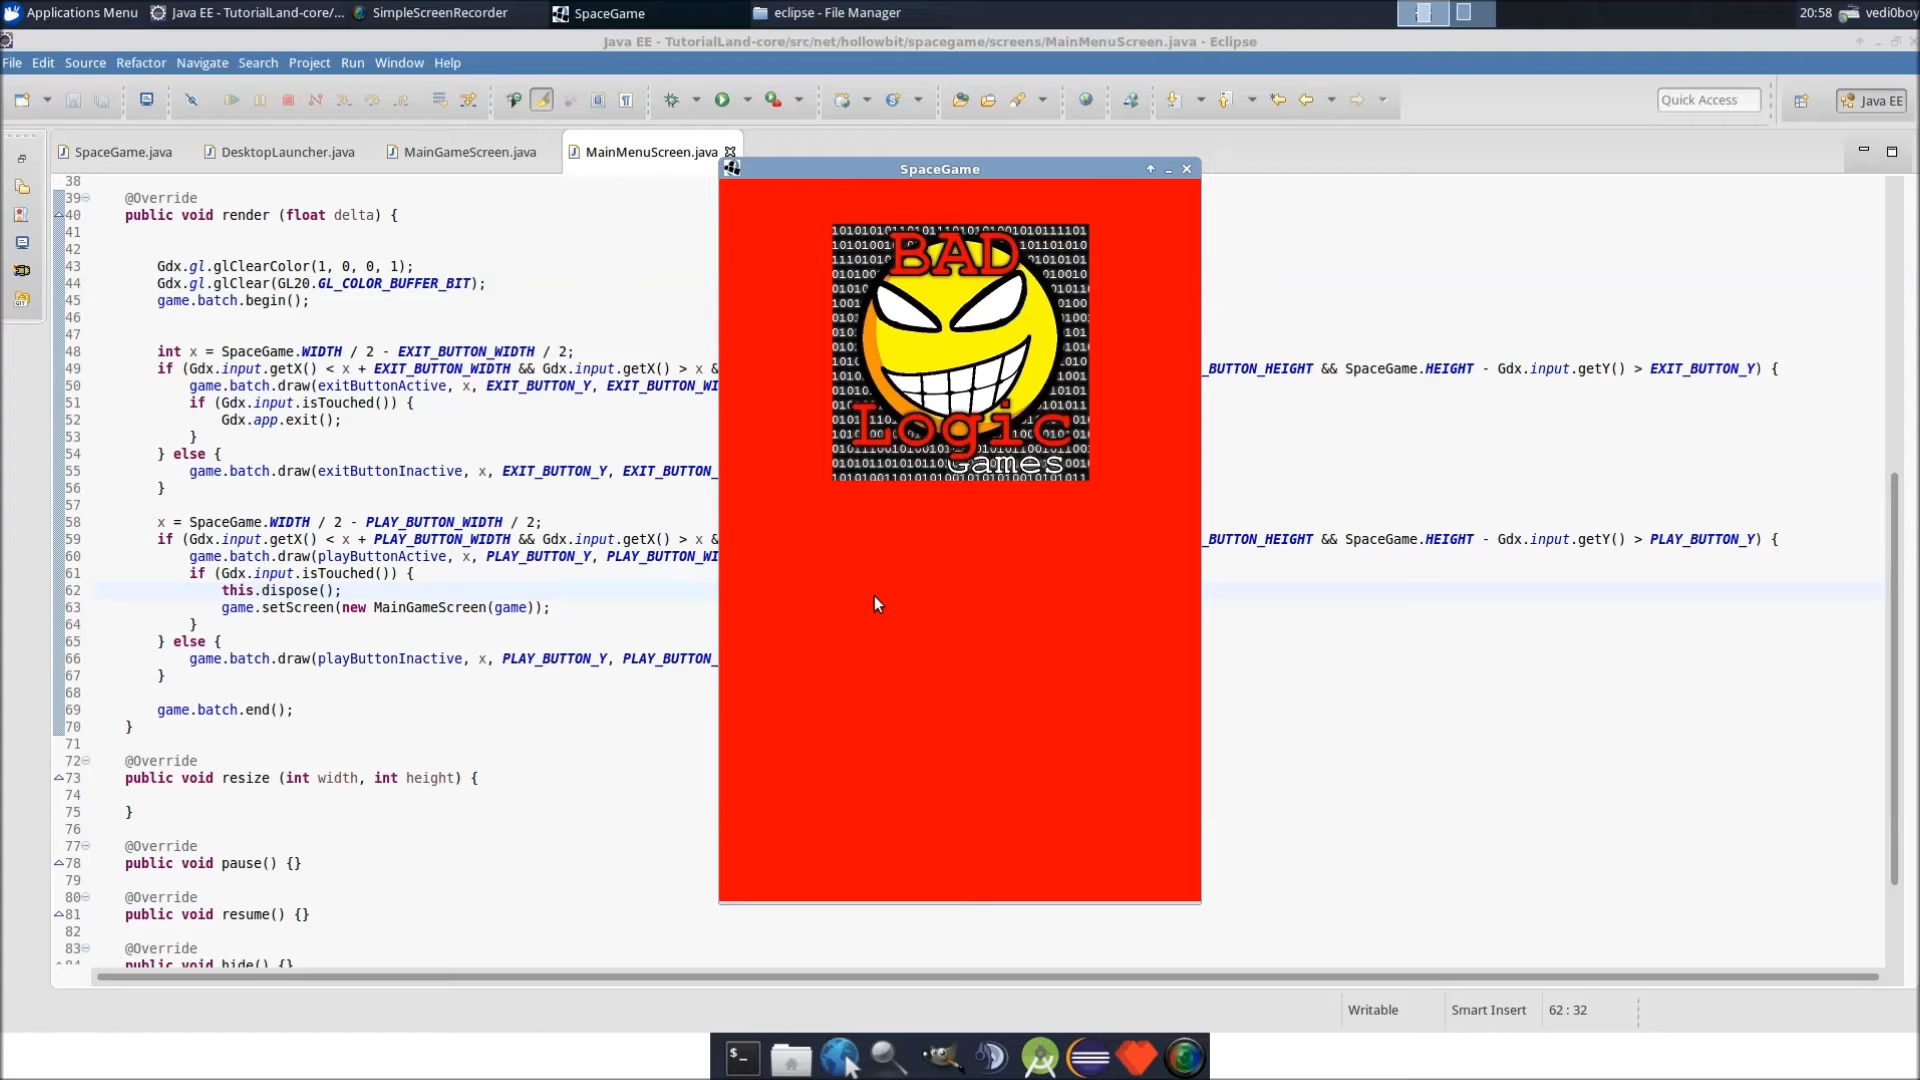 Applications Menu
Java EE - TutorialLand-core/...
SimpleScreenRecorder
SpaceGame
eclipse - File Manager
20:58
vedi0boy
Java EE - TutorialLand-core/src/net/hollowbit/spacegame/screens/MainMenuScreen.java - Eclipse
File Edit Source Refactor Navigate Search Project Run Window Help
Quick Access
Java EE
SpaceGame.java
DesktopLauncher.java
MainGameScreen.java
MainMenuScreen.java
SpaceGame
38
39 @Override
40 public void render (float delta) {
41
42
43 Gdx.gl.glClearColor(1, 0, 0, 1);
44 Gdx.gl.glClear(GL20.GL_COLOR_BUFFER_BIT);
45 game.batch.begin();
46
47
48 int x = SpaceGame.WIDTH / 2 - EXIT_BUTTON_WIDTH / 2;
49 if (Gdx.input.getX() < x + EXIT_BUTTON_WIDTH && Gdx.input.getX() > x & _BUTTON_HEIGHT && SpaceGame.HEIGHT - Gdx.input.getY() > EXIT_BUTTON_Y) {
50 game.batch.draw(exitButtonActive, x, EXIT_BUTTON_Y, EXIT_BUTTON_WI
51 if (Gdx.input.isTouched()) {
52 Gdx.app.exit();
53 }
54 } else {
55 game.batch.draw(exitButtonInactive, x, EXIT_BUTTON_Y, EXIT_BUTTON_
56 }
57
58 x = SpaceGame.WIDTH / 2 - PLAY_BUTTON_WIDTH / 2;
59 if (Gdx.input.getX() < x + PLAY_BUTTON_WIDTH && Gdx.input.getX() > x & _BUTTON_HEIGHT && SpaceGame.HEIGHT - Gdx.input.getY() > PLAY_BUTTON_Y) {
60 game.batch.draw(playButtonActive, x, PLAY_BUTTON_Y, PLAY_BUTTON_WI
61 if (Gdx.input.isTouched()) {
62 this.dispose();
63 game.setScreen(new MainGameScreen(game));
64 }
65 } else {
66 game.batch.draw(playButtonInactive, x, PLAY_BUTTON_Y, PLAY_BUTTON_
67 }
68
69 game.batch.end();
70 }
71
72 @Override
73 public void resize (int width, int height) {
74
75 }
76
77 @Override
78 public void pause() {}
79
80 @Override
81 public void resume() {}
82
83 @Override
84 public void hide() {}
BAD
Logic
Games
Writable
Smart Insert
62 : 32